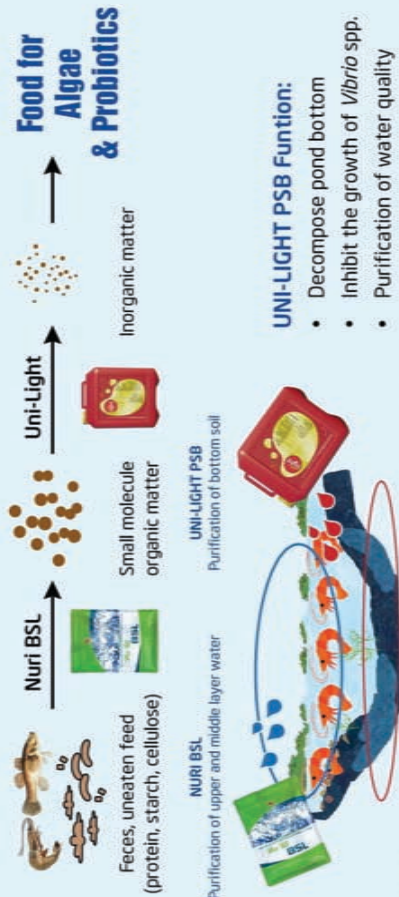 Nuri BSL
Uni-Light
Food for
Algae
& Probiotics
Feces, uneaten feed
(protein, starch, cellulose)
Small molecule
organic matter
Inorganic matter
NURI BSL
Purification of upper and middle layer water
UNI-LIGHT PSB
Purification of bottom soil
BSL
BSL
UNI-LIGHT PSB Funtion:
• Decompose pond bottom
• Inhibit the growth of Vibrio spp.
• Purification of water quality